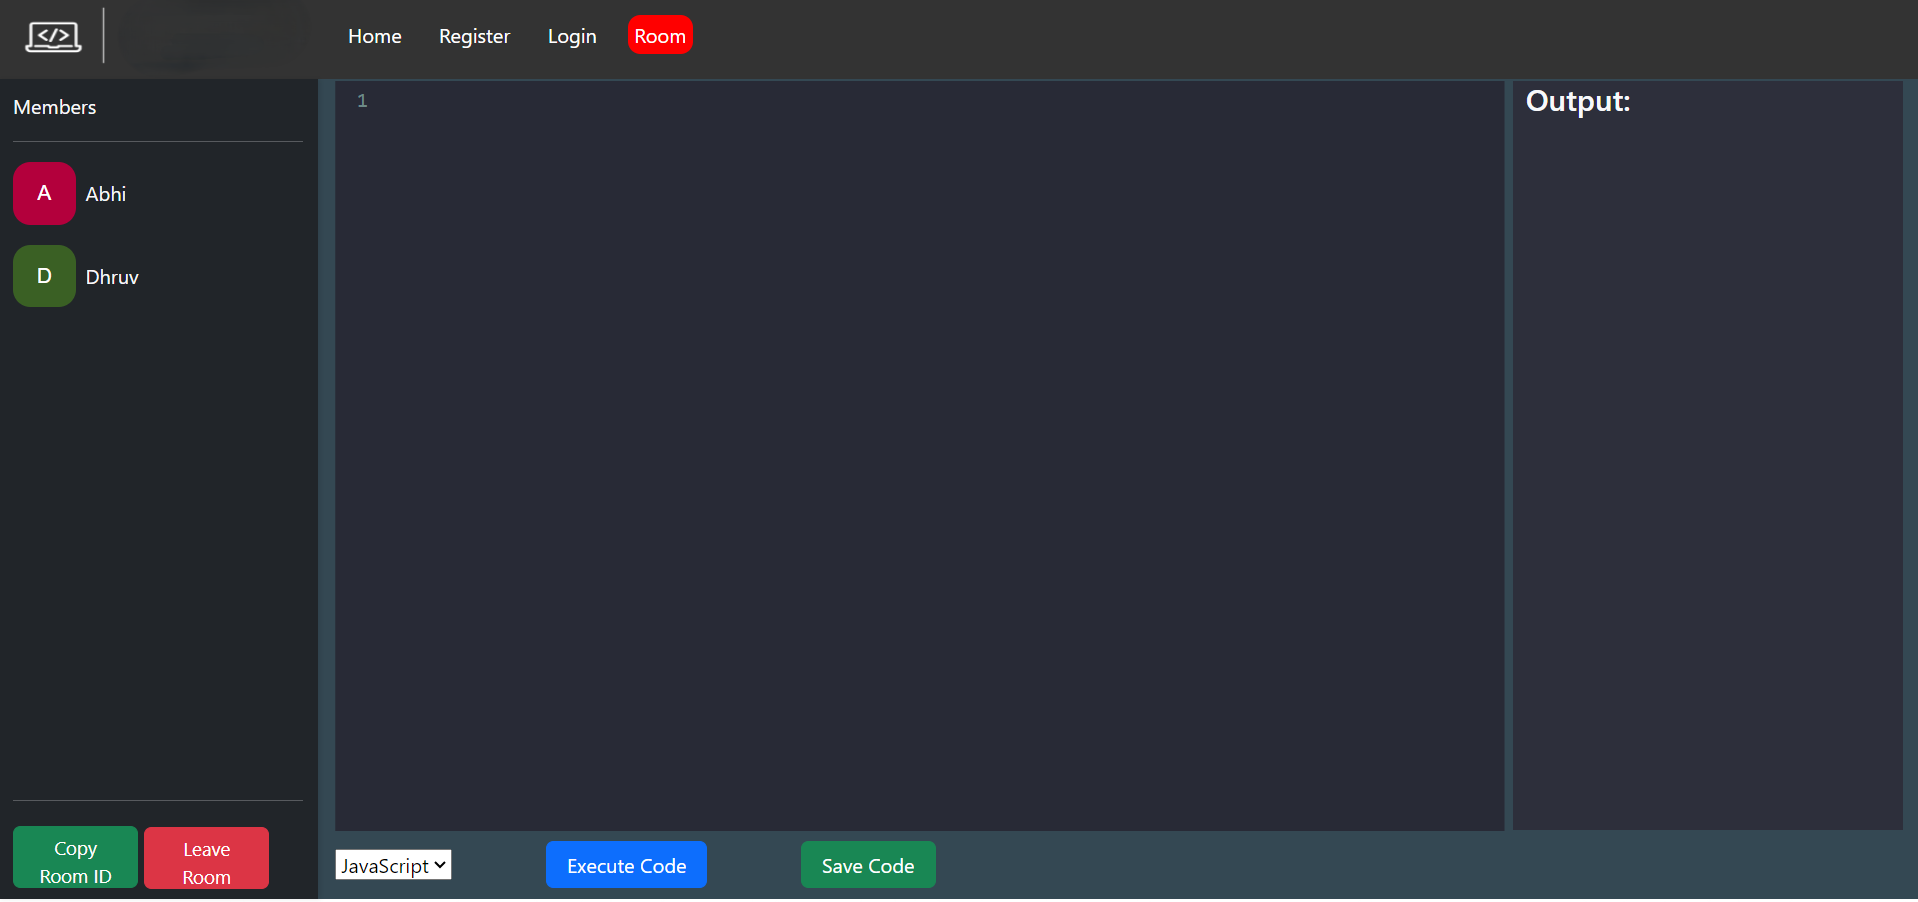 </>
Home Register Login Room
Members
A Abhi
D Dhruv
Copy
Room ID
Leave
Room
1
Output:
JavaScript
Execute Code
Save Code